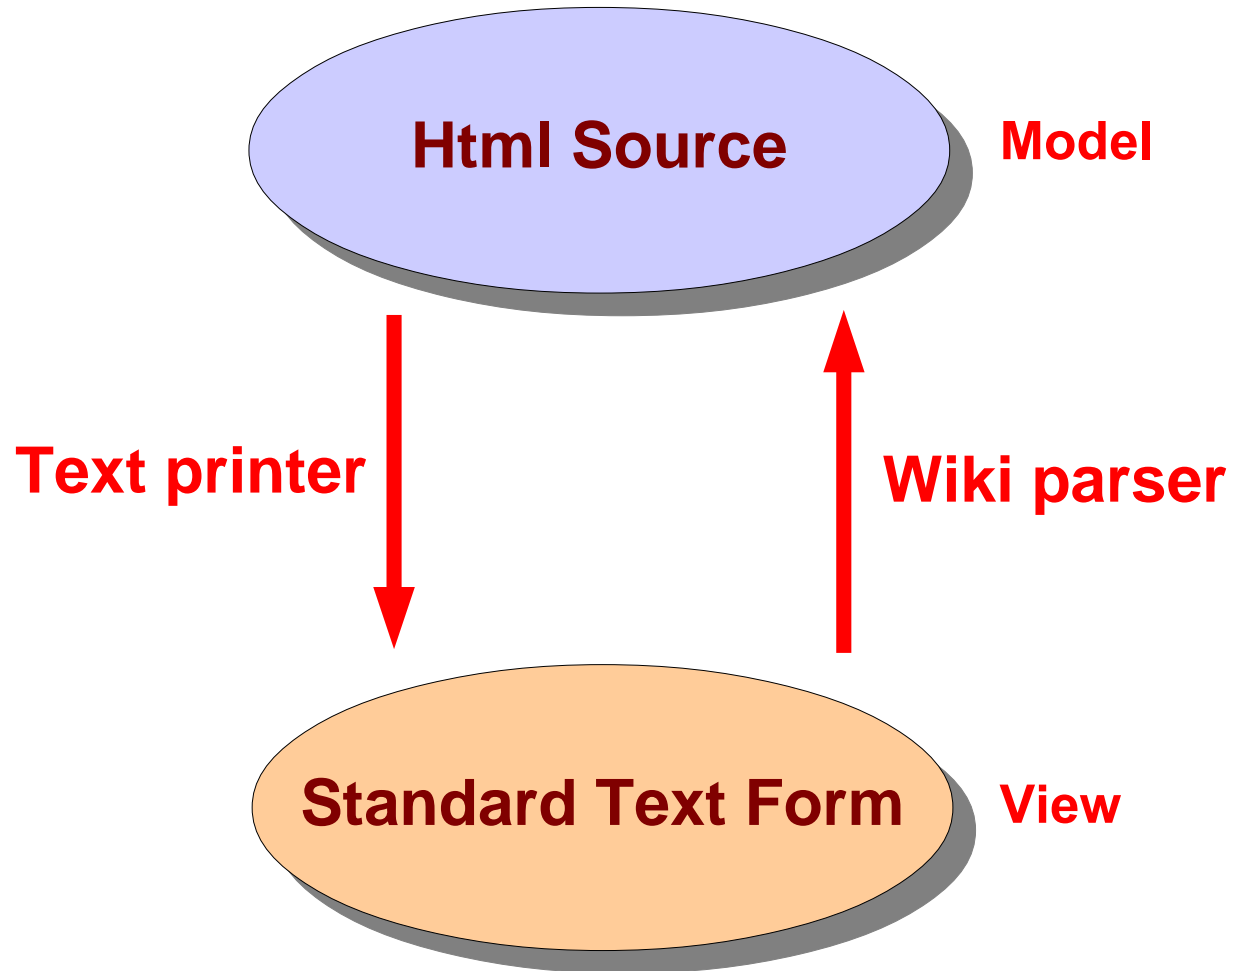 Html Source
Model
Text printer
Wiki parser
Standard Text Form
View